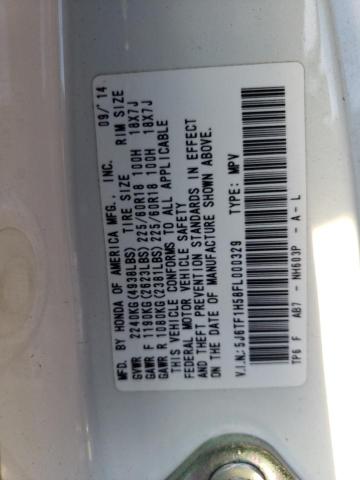 MFD. BY HONDA OF AMERICA MFG., INC. 09/'14
GVWR 2240KG(4938LBS) TIRE SIZE RIM SIZE
GAWR F 1190KG(2623LBS) 225/60R18 100H 18X7J
GAWR R 1080KG(2381LBS) 225/60R18 100H 18X7J
THIS VEHICLE CONFORMS TO ALL APPLICABLE
FEDERAL MOTOR VEHICLE SAFETY AND
THEFT PREVENTION STANDARDS IN EFFECT
ON THE DATE OF MANUFACTURE SHOWN ABOVE.
V.I.N.: 5J6TF1H58FL000329 TYPE: MPV
TP6 F AB7 - NH603P - A - L